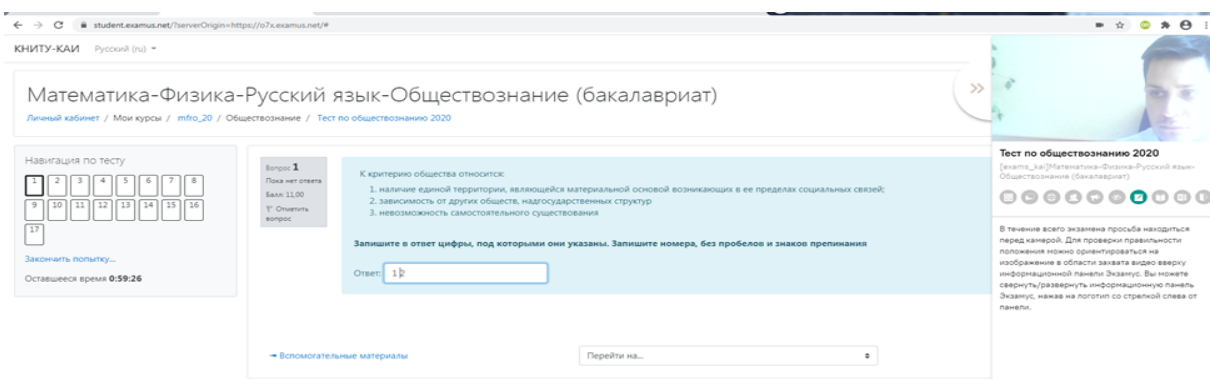 student.examus.net/?serverOrigin=https://o7x.examus.net/#
КНИТУ-КАИ Русский (ru)
Математика-Физика-Русский язык-Обществознание (бакалавриат)
Личный кабинет / Мои курсы / mfro_20 / Обществознание / Тест по обществознанию 2020
Навигация по тесту
1 2 3 4 5 6 7 8
9 10 11 12 13 14 15 16
17
Закончить попытку...
Оставшееся время 0:59:26
Вопрос 1
Пока нет ответа
Балл: 11,00
Отметить
вопрос
К критерию общества относится:
1. наличие единой территории, являющейся материальной основой возникающих в ее пределах социальных связей;
2. зависимость от других обществ, надгосударственных структур
3. невозможность самостоятельного существования
Запишите в ответ цифры, под которыми они указаны. Запишите номера, без пробелов и знаков препинания
Ответ: 12
Вспомогательные материалы
Перейти на...
Тест по обществознанию 2020
[exams_kai]Математика-Физика-Русский язык-
Обществознание (бакалавриат)
В течение всего экзамена просьба находиться
перед камерой. Для проверки правильности
положения можно ориентироваться на
изображение в области захвата видео вверху
информационной панели Экзамус. Вы можете
свернуть/развернуть информационную панель
Экзамус, нажав на логотип со стрелкой слева от
панели.